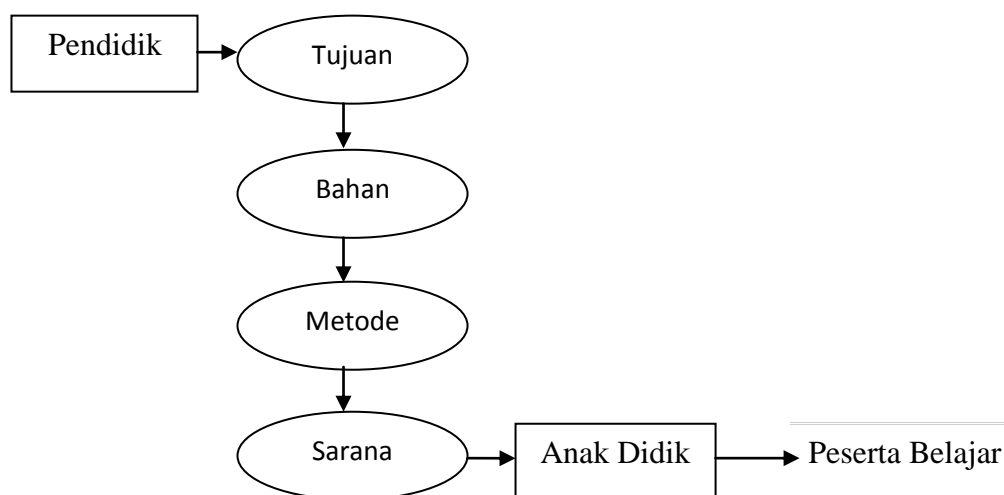 Pendidik
Tujuan
Bahan
Metode
Sarana
Anak Didik
Peserta Belajar